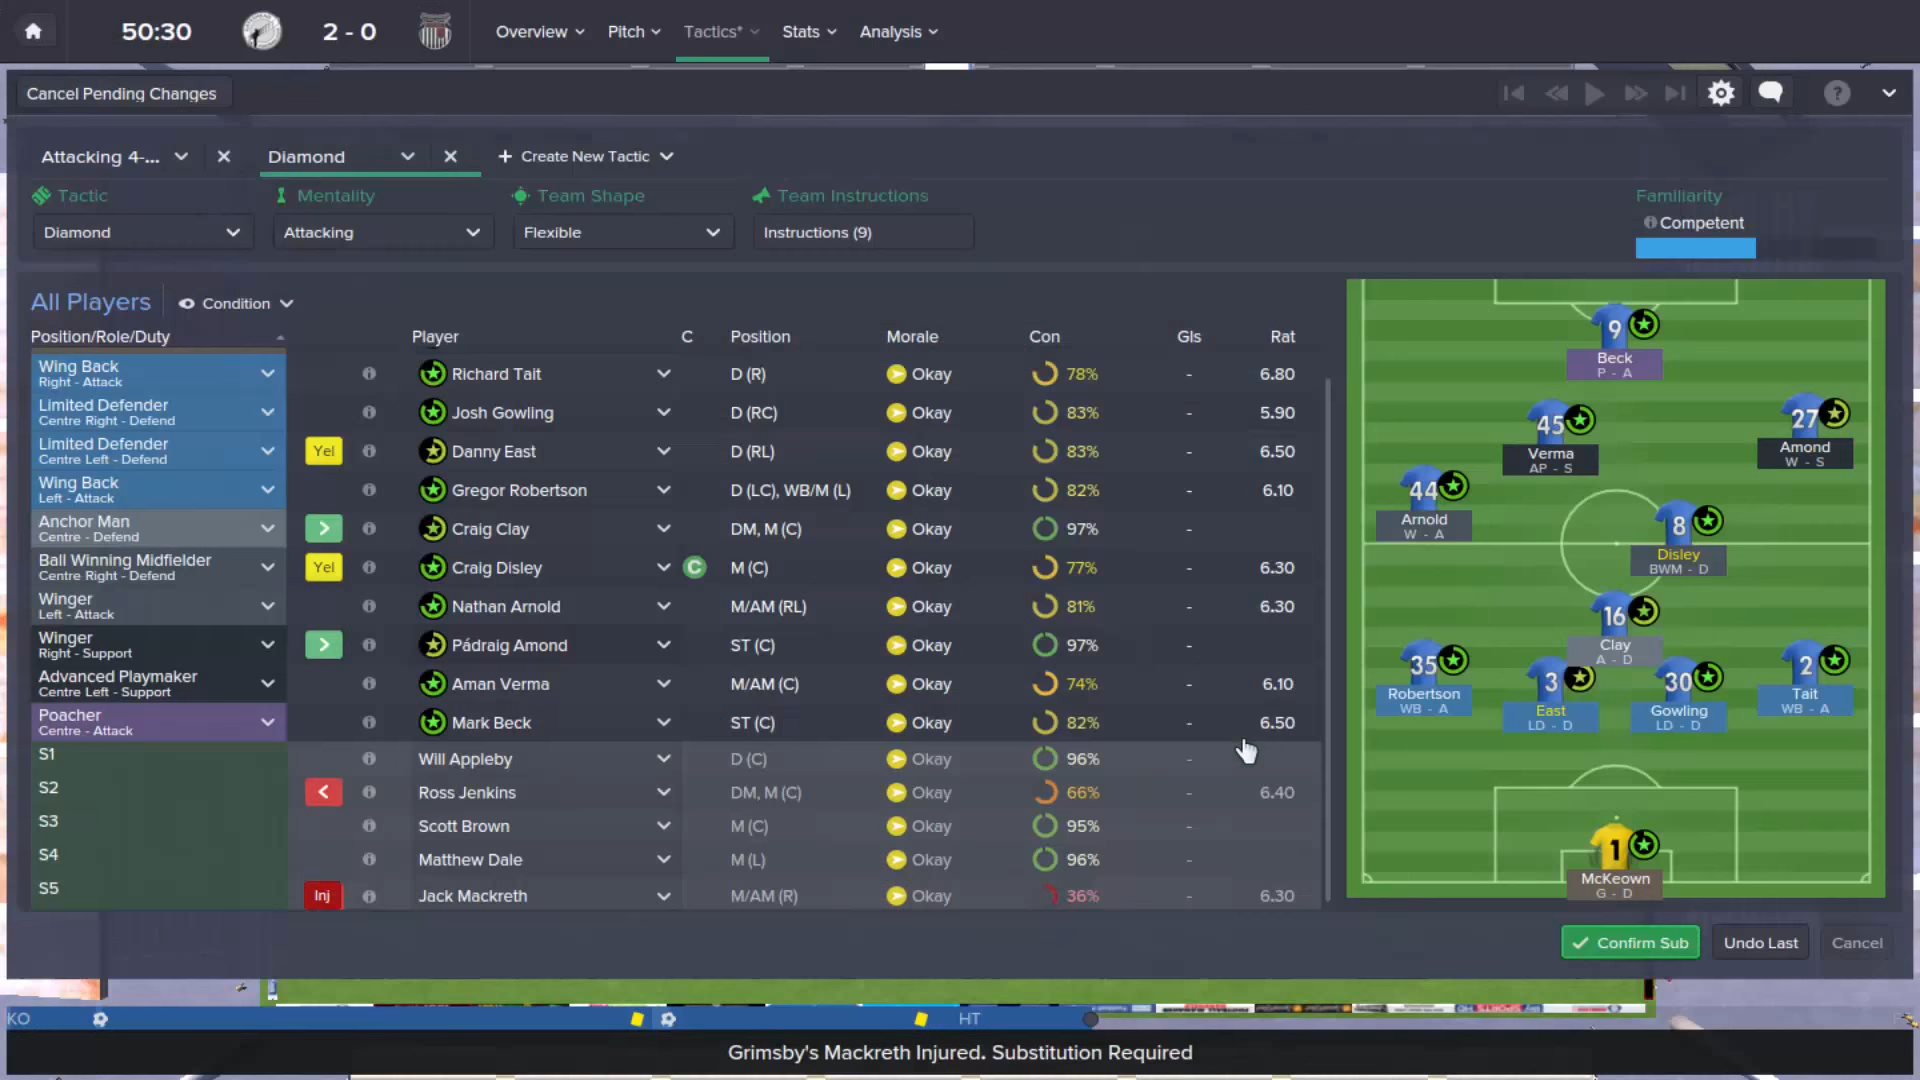 50:30
2 - 0
Overview
Pitch
Tactics*
Stats
Analysis
Cancel Pending Changes
?
Attacking 4-...
Diamond
Create New Tactic
Tactic
Mentality
Team Shape
Team Instructions
Familiarity
Diamond
Attacking
Flexible
Instructions (9)
Competent
All Players
Condition
Position/Role/Duty
Player
C
Position
Morale
Con
Gls
Rat
Wing Back
Right - Attack
Richard Tait
D (R)
Okay
78%
-
6.80
Limited Defender
Centre Right - Defend
Josh Gowling
D (RC)
Okay
83%
-
5.90
Limited Defender
Centre Left - Defend
Yel
Danny East
D (RL)
Okay
83%
-
6.50
Wing Back
Left - Attack
Gregor Robertson
D (LC), WB/M (L)
Okay
82%
-
6.10
Anchor Man
Centre - Defend
Craig Clay
DM, M (C)
Okay
97%
-
Ball Winning Midfielder
Centre Right - Defend
Yel
Craig Disley
C
M (C)
Okay
77%
-
6.30
Winger
Left - Attack
Nathan Arnold
M/AM (RL)
Okay
81%
-
6.30
Winger
Right - Support
Pádraig Amond
ST (C)
Okay
97%
-
Advanced Playmaker
Centre Left - Support
Aman Verma
M/AM (C)
Okay
74%
-
6.10
Poacher
Centre - Attack
Mark Beck
ST (C)
Okay
82%
-
6.50
S1
Will Appleby
D (C)
Okay
96%
-
S2
Ross Jenkins
DM, M (C)
Okay
66%
-
6.40
S3
Scott Brown
M (C)
Okay
95%
-
S4
Matthew Dale
M (L)
Okay
96%
-
S5
Inj
Jack Mackreth
M/AM (R)
Okay
36%
-
6.30
9
Beck
P - A
45
Verma
AP - S
27
Amond
W - S
44
Arnold
W - A
8
Disley
BWM - D
16
Clay
A - D
35
Robertson
WB - A
3
East
LD - D
30
Gowling
LD - D
2
Tait
WB - A
1
McKeown
G - D
Confirm Sub
Undo Last
Cancel
KO
HT
Grimsby's Mackreth Injured. Substitution Required